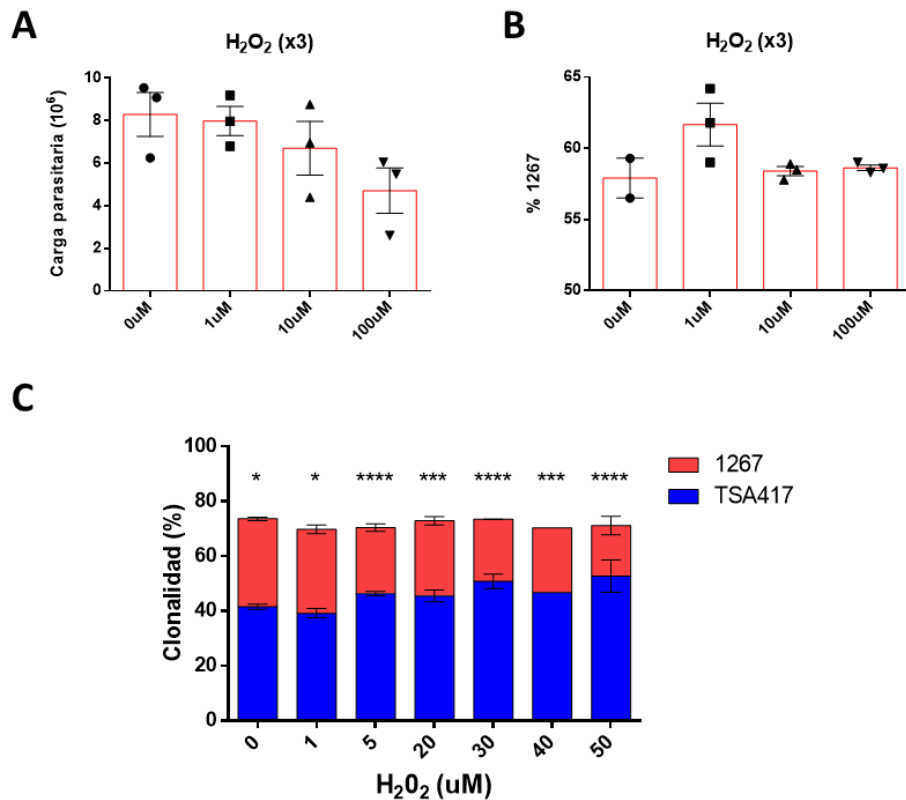 A
H₂O₂ (x3)
Carga parasitaria (10⁶)
10
8
6
4
2
0
0uM
1uM
10uM
100uM
B
H₂O₂ (x3)
% 1267
65
60
55
50
0uM
1uM
10uM
100uM
C
Clonalidad (%)
100
80
60
40
20
0
* * **** *** **** *** ****
1267
TSA417
0 1 5 20 30 40 50
H₂0₂ (uM)